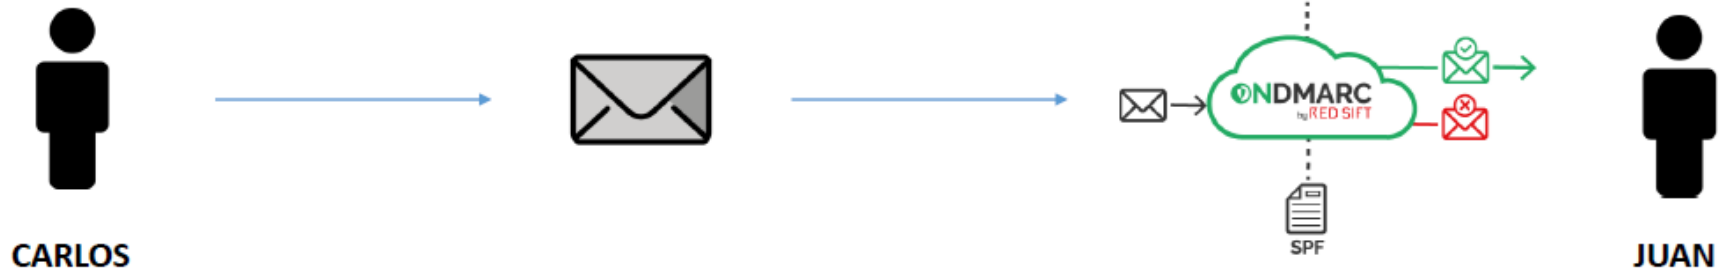 ONDMARC
by RED SIFT
SPF
CARLOS
JUAN